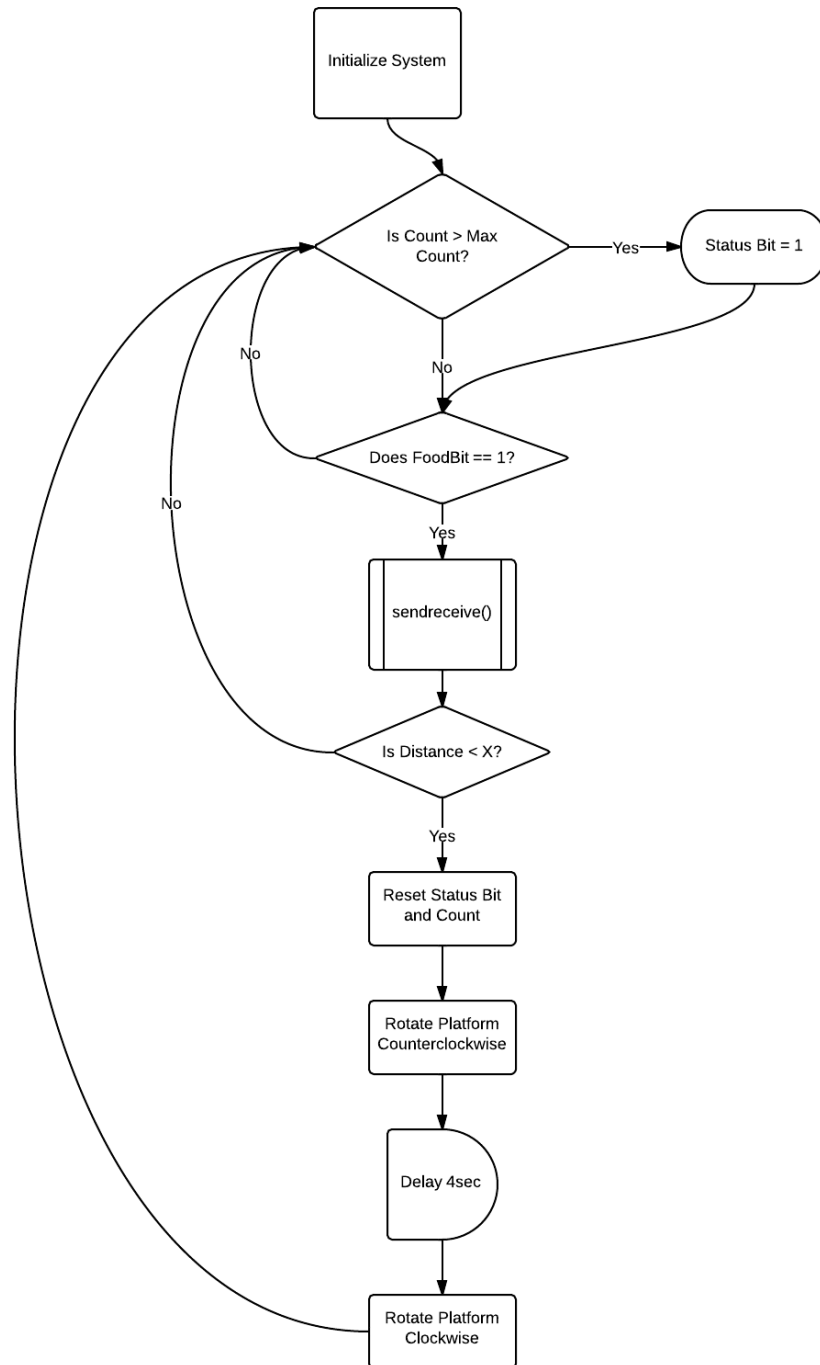 Initialize System
Is Count > Max
Count?
Yes
Status Bit = 1
No
No
Does FoodBit == 1?
No
Yes
sendreceive()
Is Distance < X?
Yes
Reset Status Bit
and Count
Rotate Platform
Counterclockwise
Delay 4sec
Rotate Platform
Clockwise